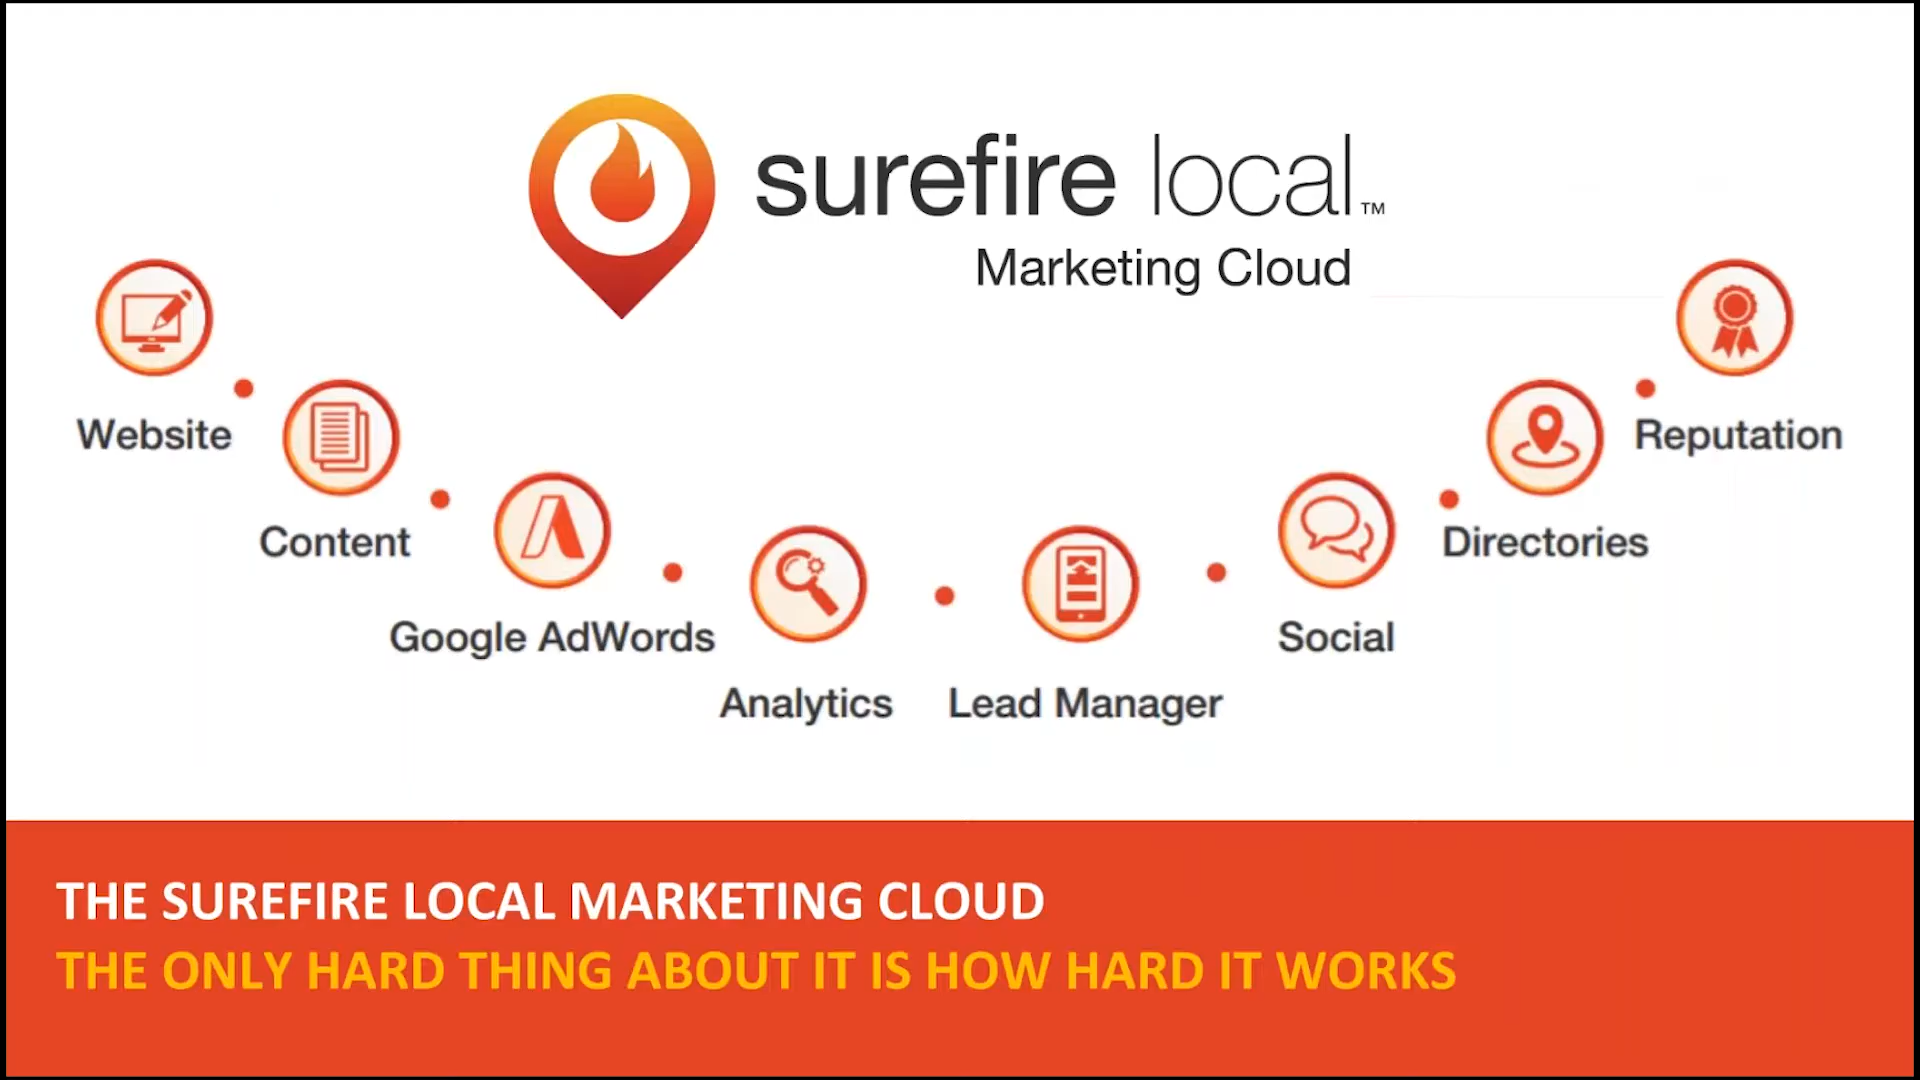 surefire local™
Marketing Cloud
Website
Content
Google AdWords
Analytics
Lead Manager
Social
Directories
Reputation
THE SUREFIRE LOCAL MARKETING CLOUD
THE ONLY HARD THING ABOUT IT IS HOW HARD IT WORKS